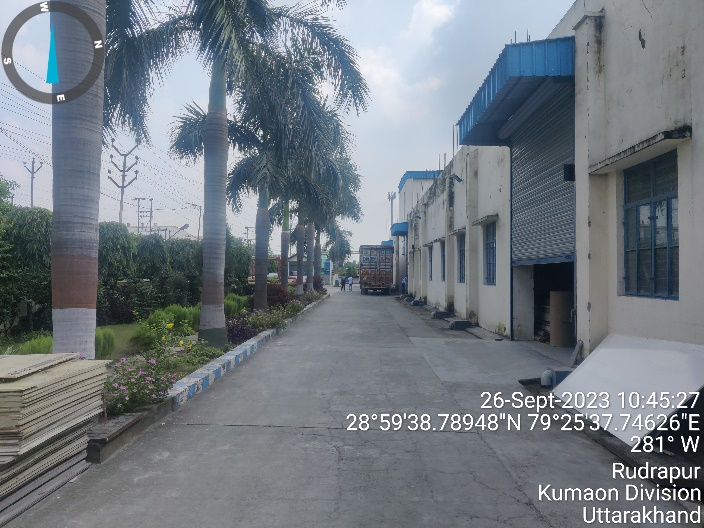 W
N
S
E
26-Sept-2023 10:45:27
28°59'38.78948"N 79°25'37.74626"E
281° W
Rudrapur
Kumaon Division
Uttarakhand